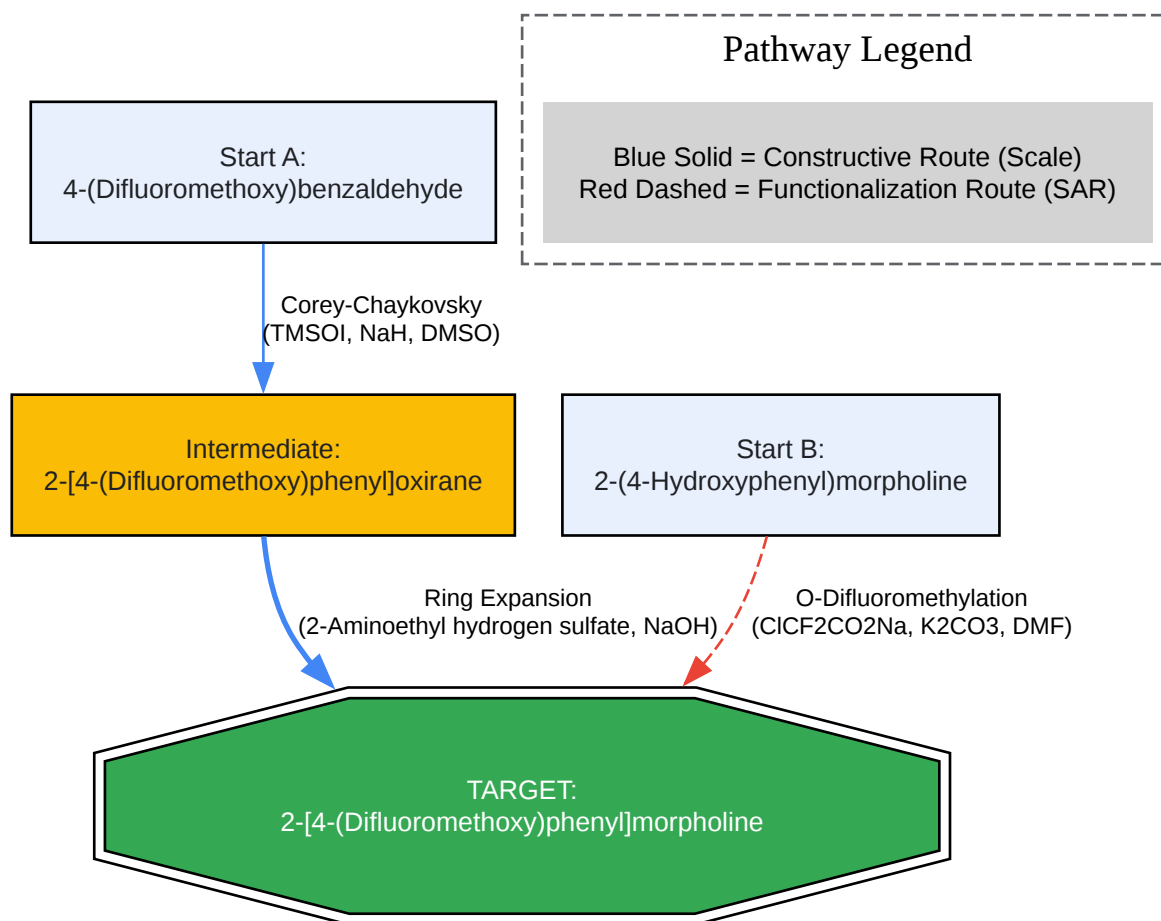 Pathway Legend
Blue Solid = Constructive Route (Scale)
Red Dashed = Functionalization Route (SAR)
Start A:
4-(Difluoromethoxy)benzaldehyde
Corey-Chaykovsky
(TMSOI, NaH, DMSO)
Intermediate:
2-[4-(Difluoromethoxy)phenyl]oxirane
Start B:
2-(4-Hydroxyphenyl)morpholine
Ring Expansion
(2-Aminoethyl hydrogen sulfate, NaOH)
O-Difluoromethylation
(ClCF2CO2Na, K2CO3, DMF)
TARGET:
2-[4-(Difluoromethoxy)phenyl]morpholine